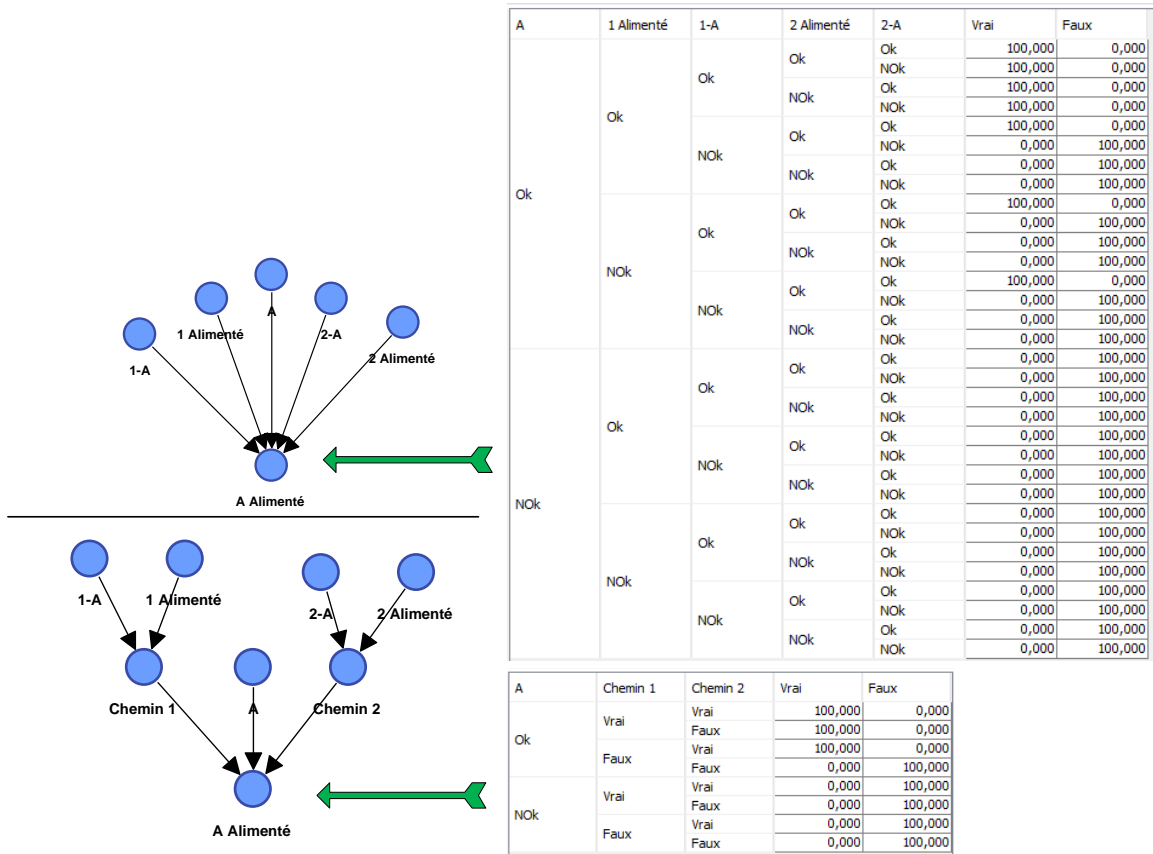 A 1 Alimenté 1-A 2 Alimenté 2-A Vrai Faux
Ok Ok Ok Ok Ok 100,000 0,000
NOk 100,000 0,000
NOk Ok 100,000 0,000
NOk 100,000 0,000
NOk Ok Ok 100,000 0,000
NOk 0,000 100,000
NOk Ok 0,000 100,000
NOk 0,000 100,000
NOk Ok Ok Ok 100,000 0,000
NOk 0,000 100,000
NOk Ok 0,000 100,000
NOk 0,000 100,000
NOk Ok Ok 100,000 0,000
NOk 0,000 100,000
NOk Ok 0,000 100,000
NOk 0,000 100,000
NOk Ok Ok Ok Ok 0,000 100,000
NOk 0,000 100,000
NOk Ok 0,000 100,000
NOk 0,000 100,000
NOk Ok Ok 0,000 100,000
NOk 0,000 100,000
NOk Ok 0,000 100,000
NOk 0,000 100,000
NOk Ok Ok Ok 0,000 100,000
NOk 0,000 100,000
NOk Ok 0,000 100,000
NOk 0,000 100,000
NOk Ok Ok 0,000 100,000
NOk 0,000 100,000
NOk Ok 0,000 100,000
NOk 0,000 100,000
A
1 Alimenté
2-A
2 Alimenté
1-A
A Alimenté
1-A
1 Alimenté
2-A
2 Alimenté
Chemin 1
A
Chemin 2
A Alimenté
A Chemin 1 Chemin 2 Vrai Faux
Ok Vrai Vrai 100,000 0,000
Faux 100,000 0,000
Faux Vrai 100,000 0,000
Faux 0,000 100,000
NOk Vrai Vrai 0,000 100,000
Faux 0,000 100,000
Faux Vrai 0,000 100,000
Faux 0,000 100,000